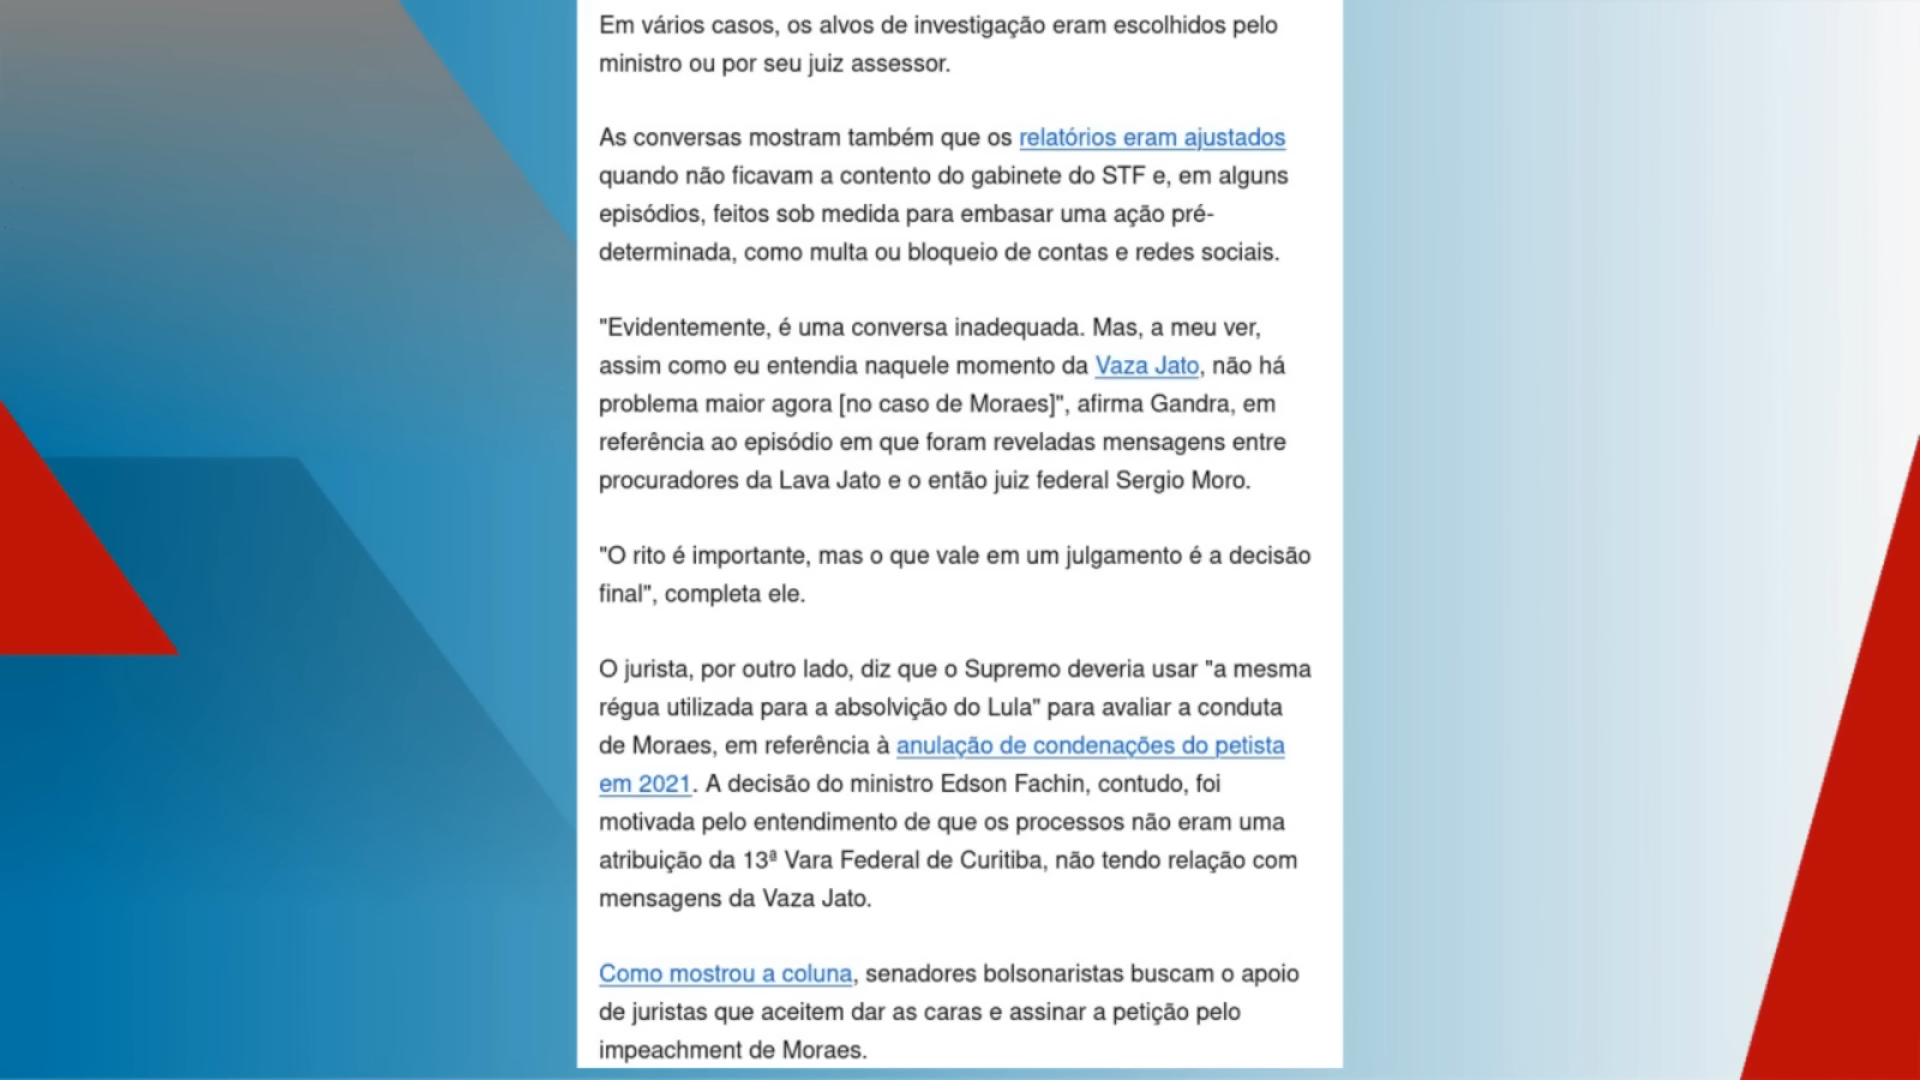 Em vários casos, os alvos de investigação eram escolhidos pelo
ministro ou por seu juiz assessor.
As conversas mostram também que os relatórios eram ajustados
quando não ficavam a contento do gabinete do STF e, em alguns
episódios, feitos sob medida para embasar uma ação pré-
determinada, como multa ou bloqueio de contas e redes sociais.
"Evidentemente, é uma conversa inadequada. Mas, a meu ver,
assim como eu entendia naquele momento da Vaza Jato, não há
problema maior agora [no caso de Moraes]", afirma Gandra, em
referência ao episódio em que foram reveladas mensagens entre
procuradores da Lava Jato e o então juiz federal Sergio Moro.
"O rito é importante, mas o que vale em um julgamento é a decisão
final", completa ele.
O jurista, por outro lado, diz que o Supremo deveria usar "a mesma
régua utilizada para a absolvição do Lula" para avaliar a conduta
de Moraes, em referência à anulação de condenações do petista
em 2021. A decisão do ministro Edson Fachin, contudo, foi
motivada pelo entendimento de que os processos não eram uma
atribuição da 13ª Vara Federal de Curitiba, não tendo relação com
mensagens da Vaza Jato.
Como mostrou a coluna, senadores bolsonaristas buscam o apoio
de juristas que aceitem dar as caras e assinar a petição pelo
impeachment de Moraes.